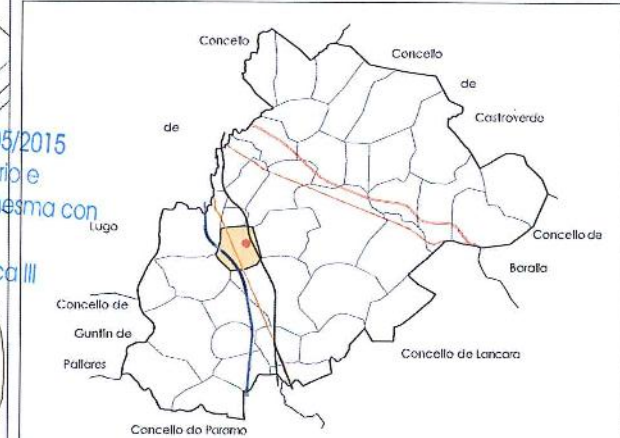 Concello
Concello
de
Castroverde
de
5/2015
rio e
esma con
Lugo
ca III
Concello de
Baralla
Concello de
Guntín de
Pallares
Concello de Lancara
Concello do Paramo